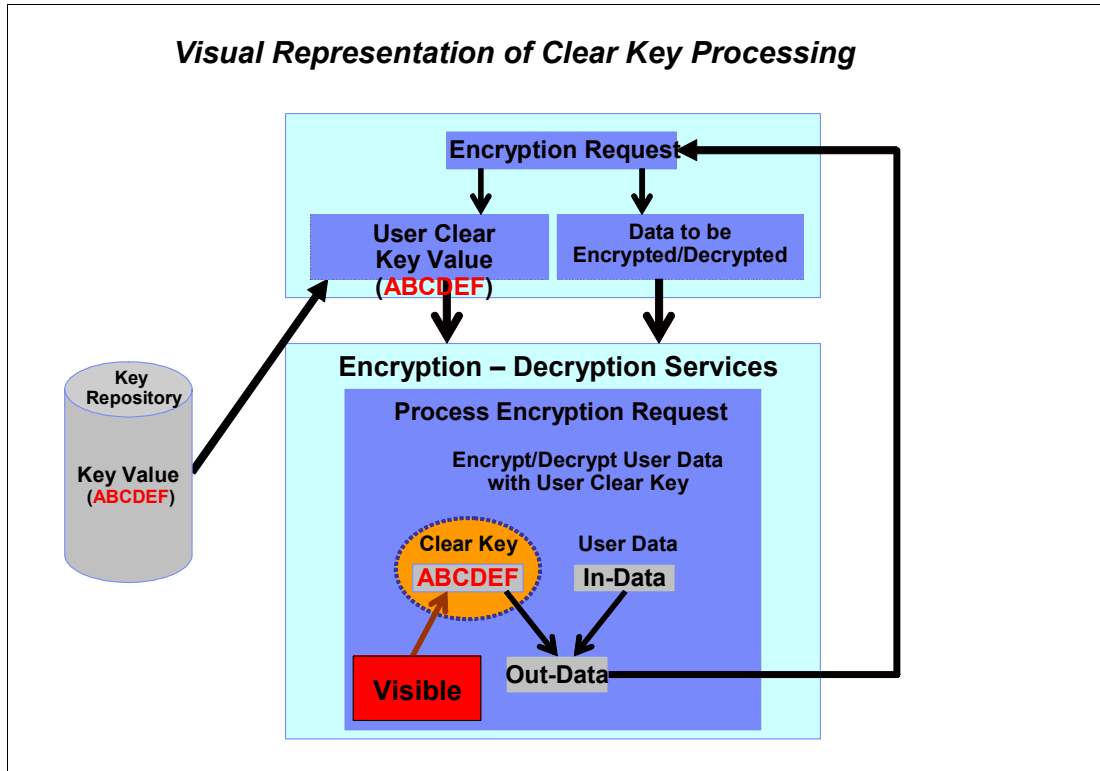 Visual Representation of Clear Key Processing
Encryption Request
User Clear
Key Value
(ABCDEF)
Data to be
Encrypted/Decrypted
Key
Repository
Key Value
(ABCDEF)
Encryption – Decryption Services
Process Encryption Request
Encrypt/Decrypt User Data
with User Clear Key
Clear Key
ABCDEF
User Data
In-Data
Visible
Out-Data